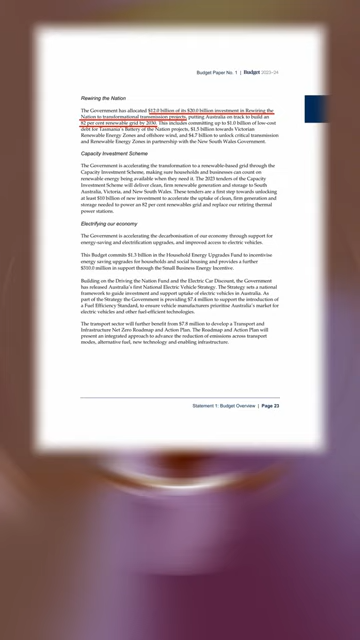 Budget Paper No. 1 | Budget 2023–24
Rewiring the Nation
The Government has allocated $12.0 billion of its $20.0 billion investment in Rewiring the
Nation to transformational transmission projects, putting Australia on track to build an
82 per cent renewable grid by 2030. This includes committing up to $1.0 billion of low-cost
debt for Tasmania's Battery of the Nation projects, $1.5 billion towards Victorian
Renewable Energy Zones and offshore wind, and $4.7 billion to unlock critical transmission
and Renewable Energy Zones in partnership with the New South Wales Government.
Capacity Investment Scheme
The Government is accelerating the transformation to a renewable-based grid through the
Capacity Investment Scheme, making sure households and businesses can count on
renewable energy being available when they need it. The 2023 tenders of the Capacity
Investment Scheme will deliver clean, firm renewable generation and storage to South
Australia, Victoria, and New South Wales. These tenders are a first step towards unlocking
at least $10 billion of new investment to accelerate the uptake of clean, firm generation and
storage needed to power an 82 per cent renewables grid and replace our retiring thermal
power stations.
Electrifying our economy
The Government is accelerating the decarbonisation of our economy through support for
energy-saving and electrification upgrades, and improved access to electric vehicles.
This Budget commits $1.3 billion in the Household Energy Upgrades Fund to incentivise
energy saving upgrades for households and social housing and provides a further
$310.0 million in support through the Small Business Energy Incentive.
Building on the Driving the Nation Fund and the Electric Car Discount, the Government
has released Australia's first National Electric Vehicle Strategy. The Strategy sets a national
framework to guide investment and support uptake of electric vehicles in Australia. As
part of the Strategy the Government is providing $7.4 million to support the introduction of
a Fuel Efficiency Standard, to ensure vehicle manufacturers prioritise Australia's market for
electric vehicles and other fuel-efficient technologies.
The transport sector will further benefit from $7.8 million to develop a Transport and
Infrastructure Net Zero Roadmap and Action Plan. The Roadmap and Action Plan will
present an integrated approach to advance the reduction of emissions across transport
modes, alternative fuel, new technology and enabling infrastructure.
Statement 1: Budget Overview | Page 23